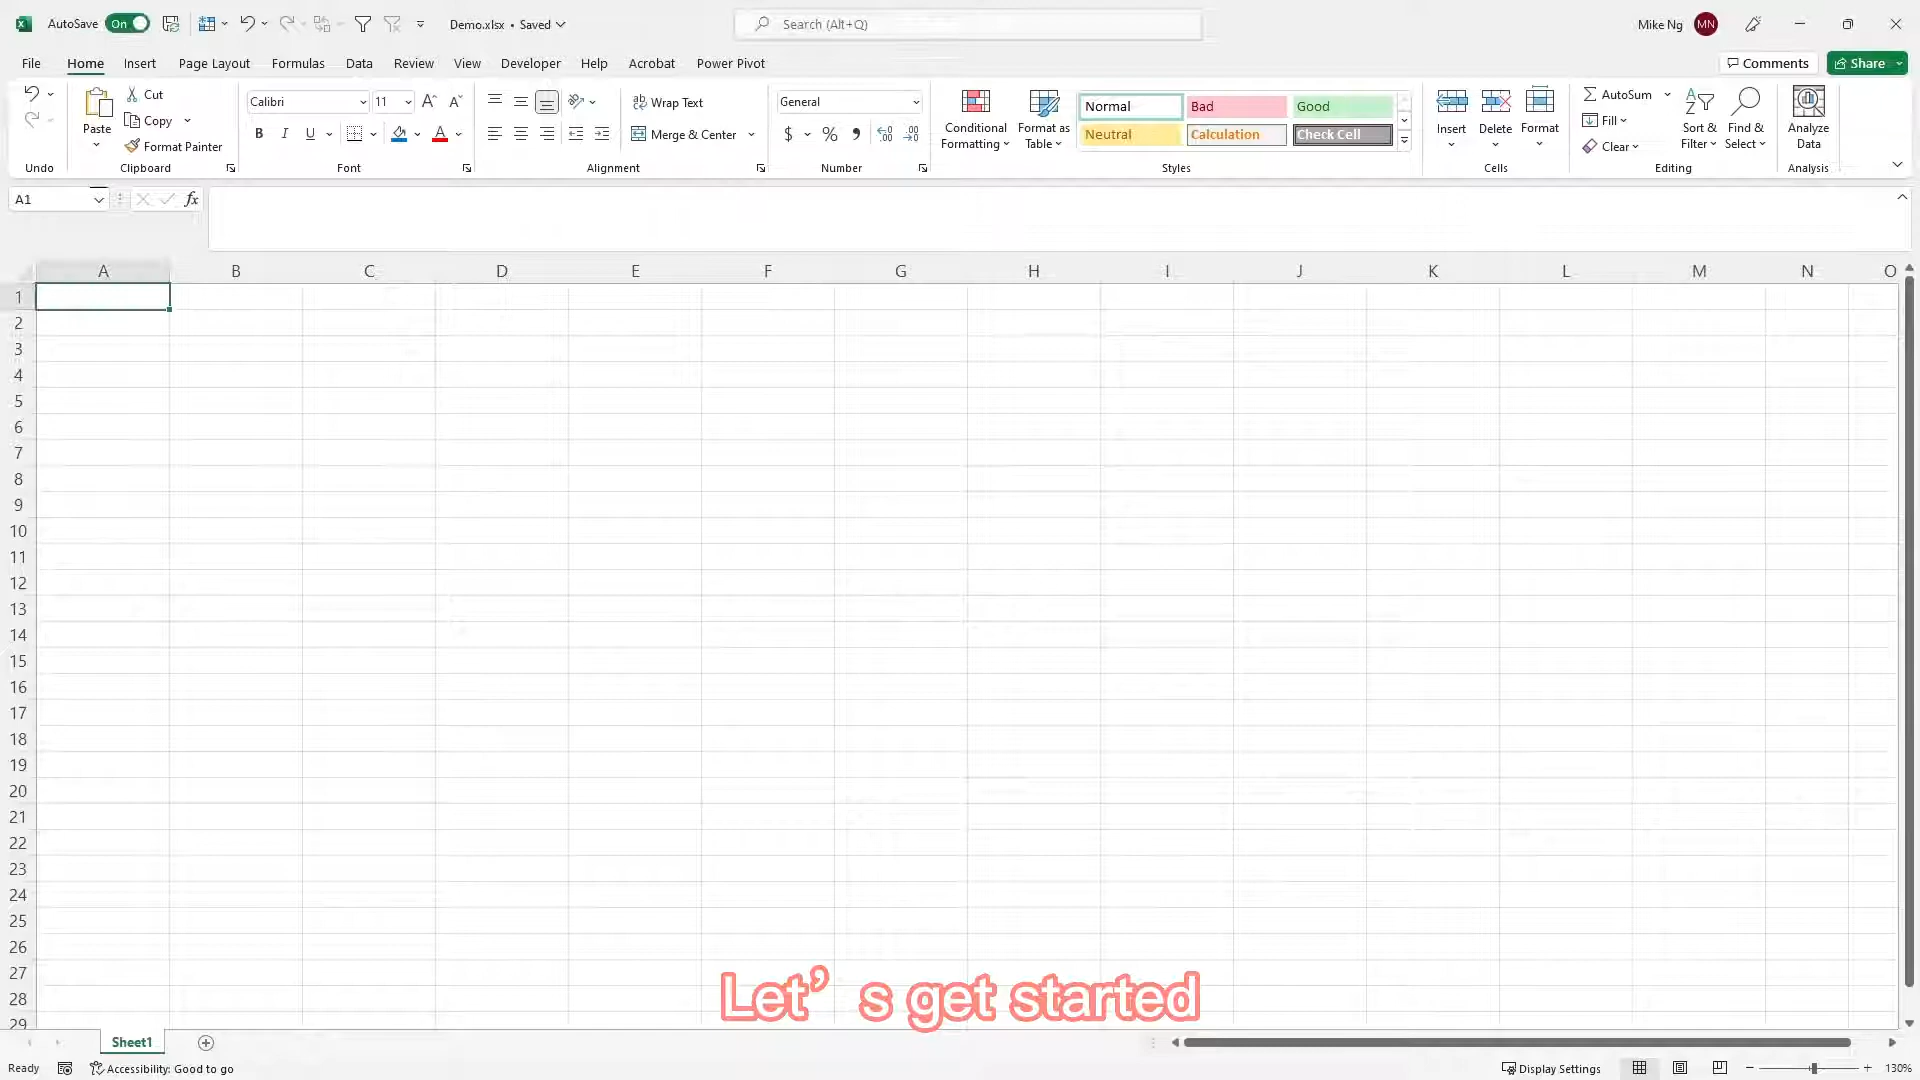 AutoSave On Demo.xlsx • Saved Search (Alt+Q) Mike Ng MN
File Home Insert Page Layout Formulas Data Review View Developer Help Acrobat Power Pivot Comments Share
Cut
Copy
Format Painter
Paste
Calibri 11
B I U A
ab Wrap Text
Merge & Center
General
$ % 9
Conditional Formatting
Format as Table
Normal Bad Good
Neutral Calculation Check Cell
Insert Delete Format
AutoSum
Fill
Clear
Sort & Filter
Find & Select
Analyze Data
Undo Clipboard Font Alignment Number Styles Cells Editing Analysis
A1 fx
A B C D E F G H I J K L M N O
1
2
3
4
5
6
7
8
9
10
11
12
13
14
15
16
17
18
19
20
21
22
23
24
25
26
27
28
29
Let’s get started
Sheet1
Ready Accessibility: Good to go Display Settings 130%